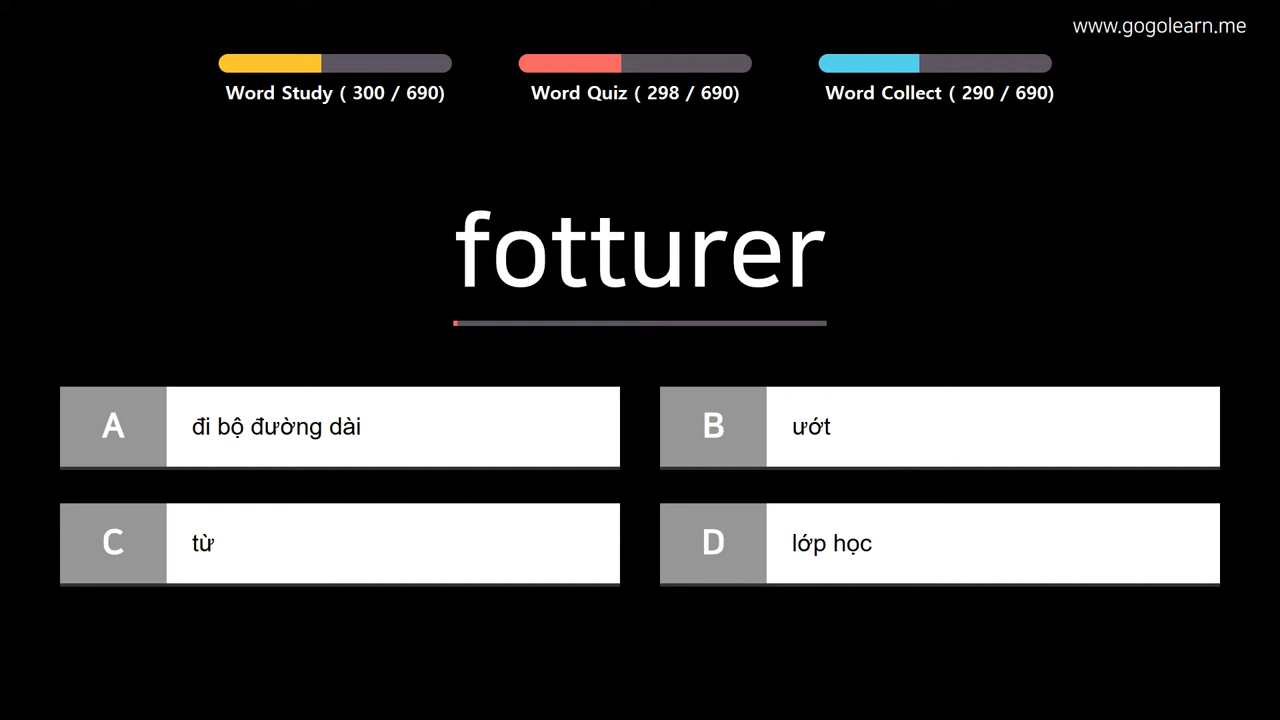 www.gogolearn.me
Word Study ( 300 / 690)
Word Quiz ( 298 / 690)
Word Collect ( 290 / 690)
fotturer
A đi bộ đường dài
B ướt
C từ
D lớp học